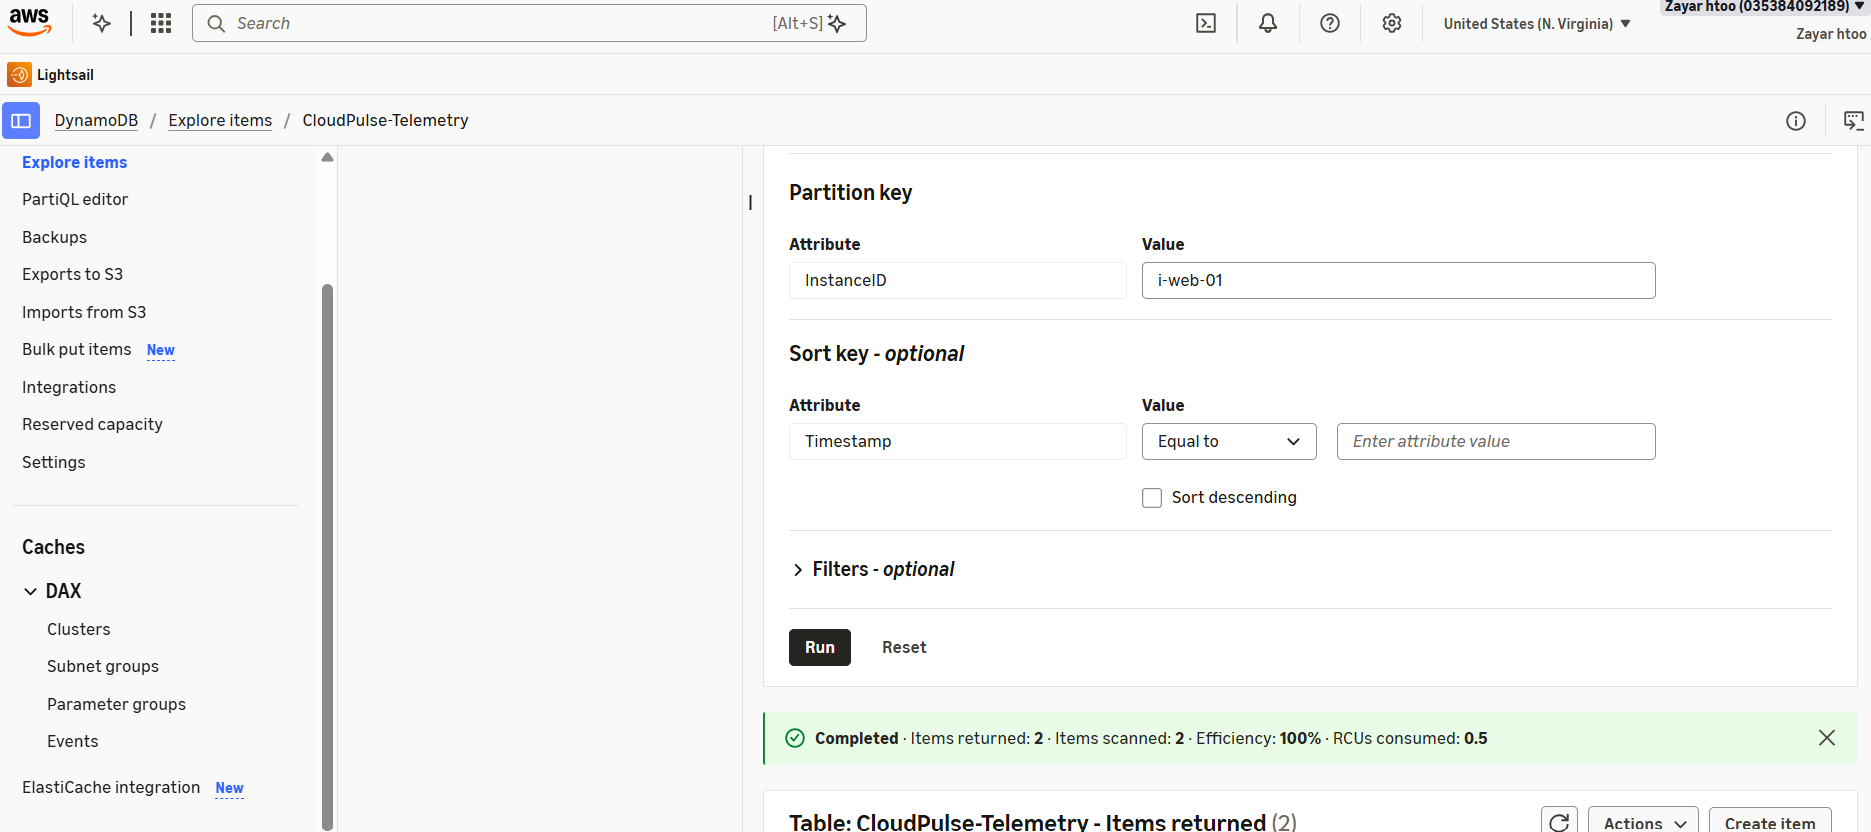 aws
Search
[Alt+S]
United States (N. Virginia)
Zayar htoo (035384092189)
Zayar htoo
Lightsail
DynamoDB / Explore items / CloudPulse-Telemetry
Explore items
PartiQL editor
Backups
Exports to S3
Imports from S3
Bulk put items New
Integrations
Reserved capacity
Settings
Caches
DAX
Clusters
Subnet groups
Parameter groups
Events
ElastiCache integration New
Partition key
Attribute Value
InstanceID i-web-01
Sort key - optional
Attribute Value
Timestamp Equal to Enter attribute value
Sort descending
Filters - optional
Run Reset
Completed · Items returned: 2 · Items scanned: 2 · Efficiency: 100% · RCUs consumed: 0.5
Table: CloudPulse-Telemetry - Items returned (2)
Actions Create item